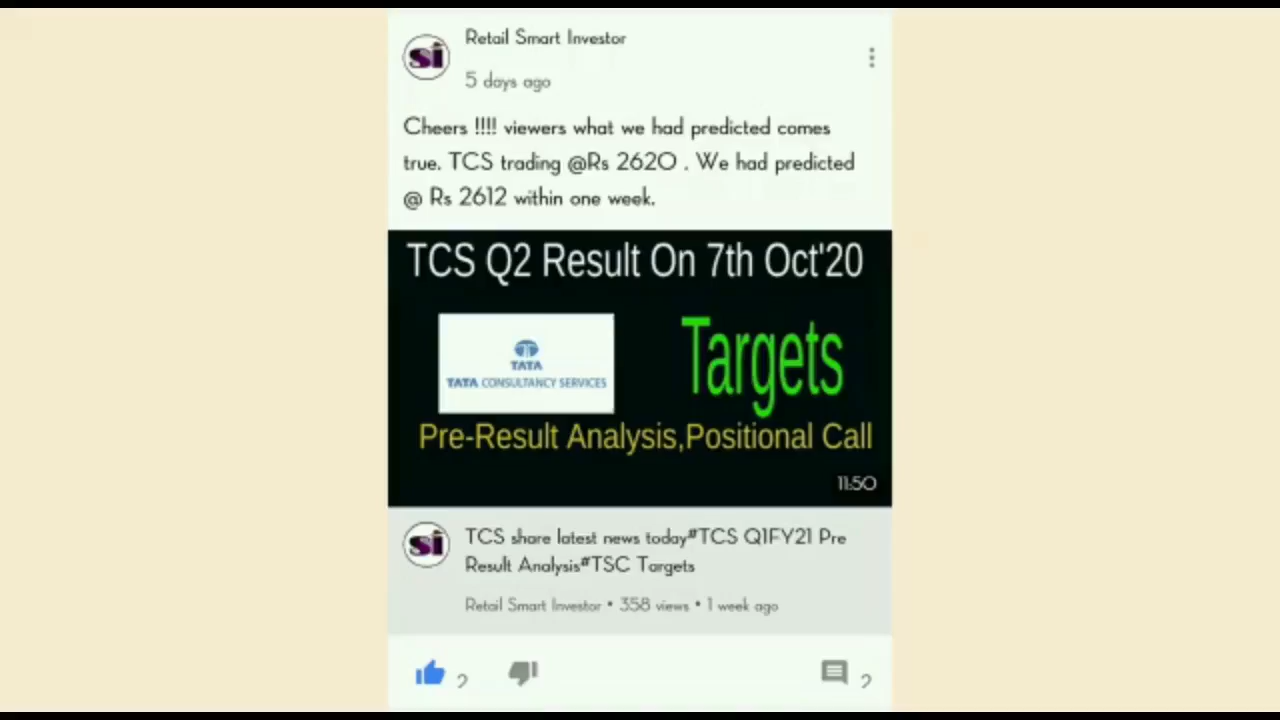 si
Retail Smart Investor
5 days ago
Cheers !!!! viewers what we had predicted comes
true. TCS trading @Rs 2620 . We had predicted
@ Rs 2612 within one week.
TCS Q2 Result On 7th Oct'20
TATA
TATA CONSULTANCY SERVICES
Targets
Pre-Result Analysis,Positional Call
11:50
si
TCS share latest news today#TCS Q1FY21 Pre
Result Analysis#TSC Targets
Retail Smart Investor • 358 views • 1 week ago
2
2